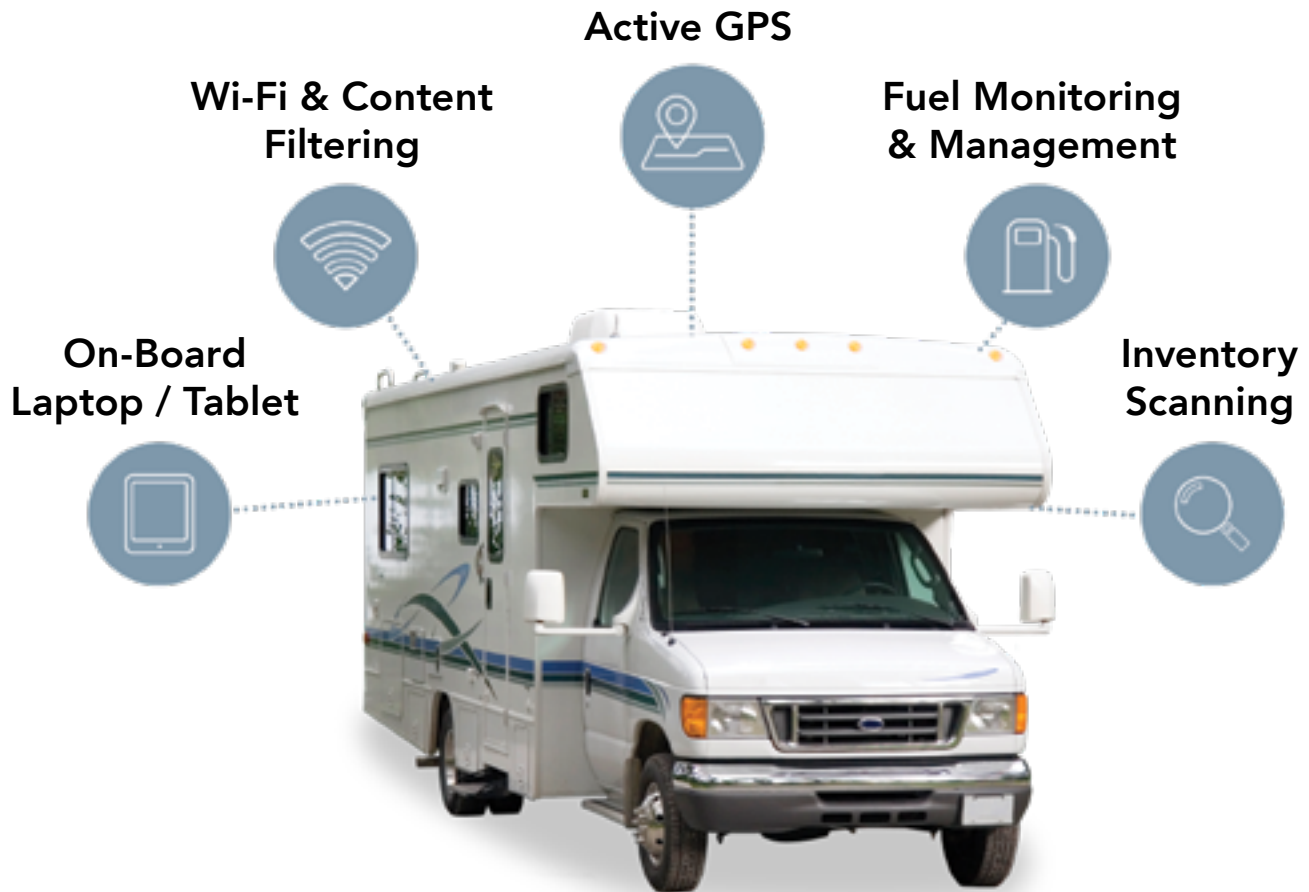 Active GPS
Wi-Fi & Content
Filtering
Fuel Monitoring
& Management
On-Board
Laptop / Tablet
Inventory
Scanning